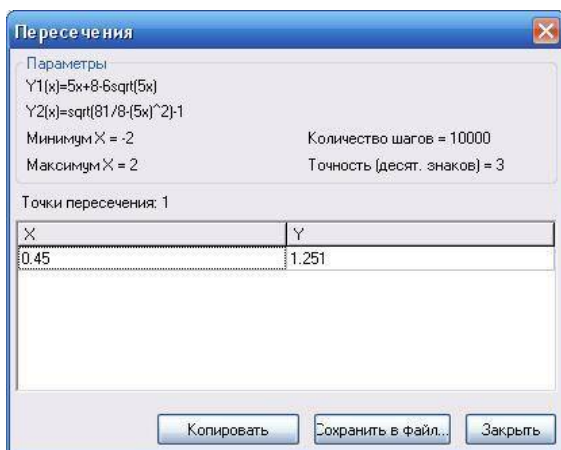 Пересечения
Параметры
Y1(x)=5x+8-6sqrt(5x)
Y2(x)=sqrt(81/8-(5x)^2)-1
Минимум X = -2
Количество шагов = 10000
Максимум X = 2
Точность (десят. знаков) = 3
Точки пересечения: 1
X Y
0.45 1.251
Копировать Сохранить в файл... Закрыть